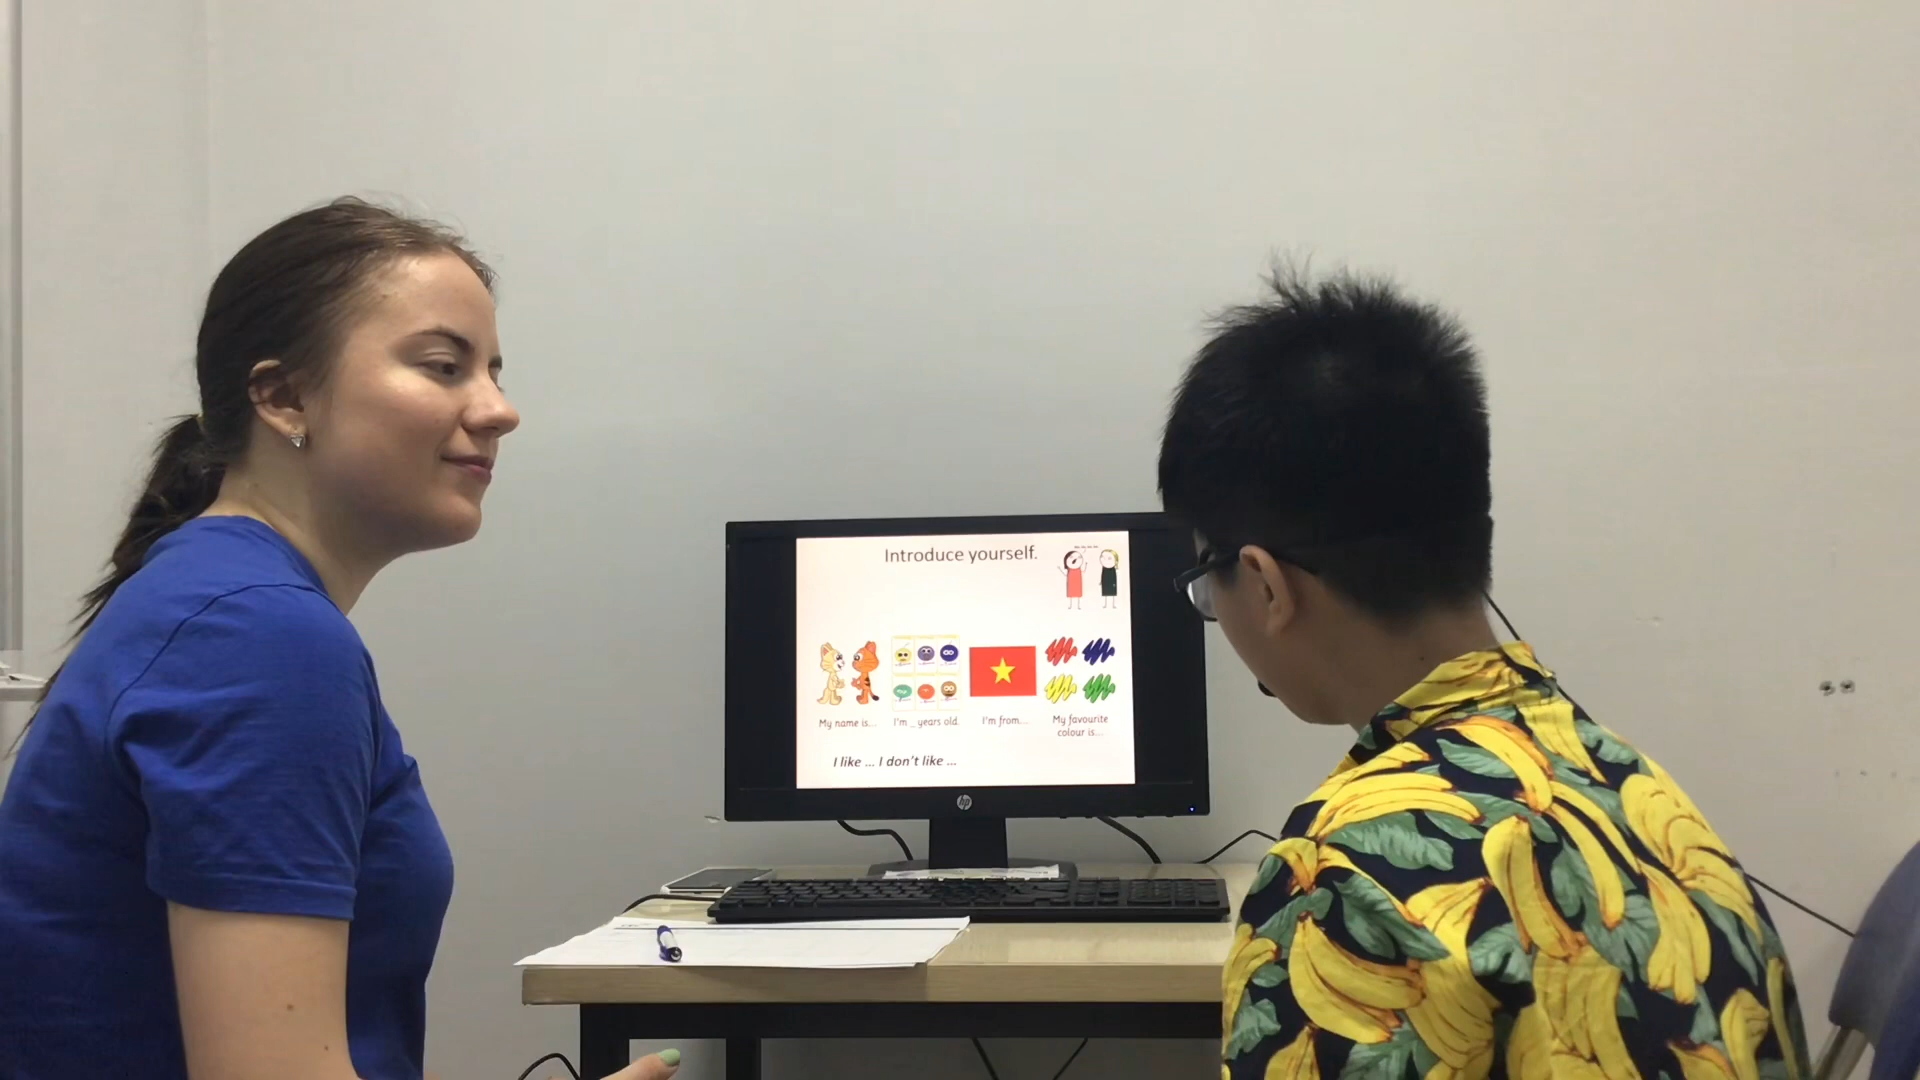 Introduce yourself.
My name is...
I'm _ years old.
I'm from....
My favourite
colour is...
I like ... I don't like ...
hp